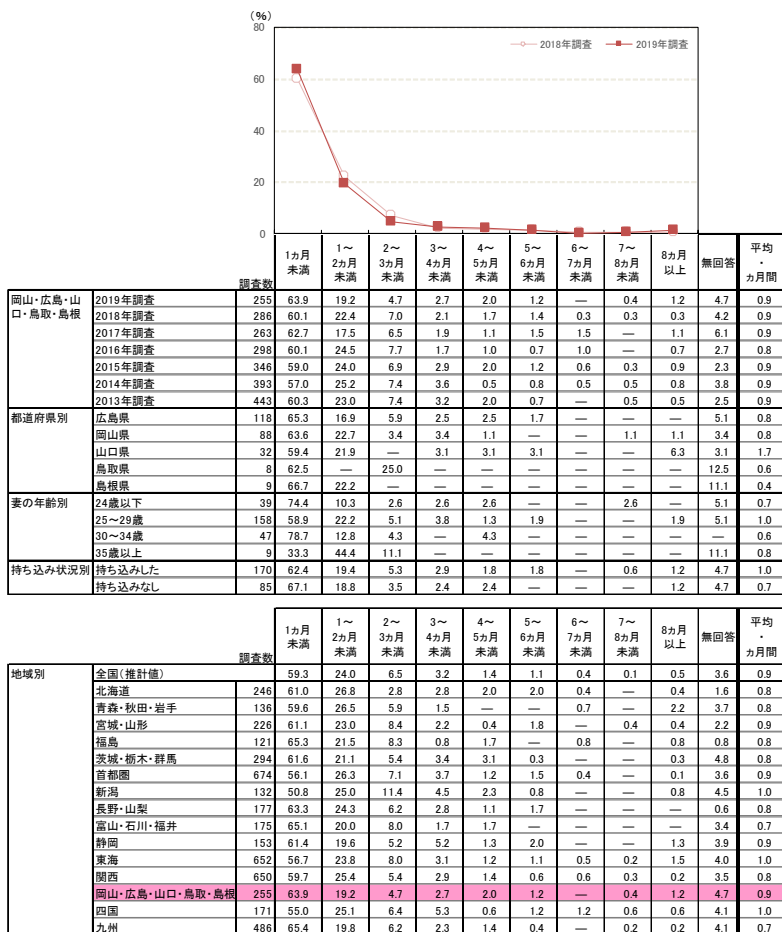 (%)
80
60
40
20
0
2018年調査 2019年調査
調査数 1ヵ月未満 1～2ヵ月未満 2～3ヵ月未満 3～4ヵ月未満 4～5ヵ月未満 5～6ヵ月未満 6～7ヵ月未満 7～8ヵ月未満 8ヵ月以上 無回答 平均・ヵ月間
岡山・広島・山口・鳥取・島根 2019年調査 255 63.9 19.2 4.7 2.7 2.0 1.2 — 0.4 1.2 4.7 0.9
2018年調査 286 60.1 22.4 7.0 2.1 1.7 1.4 0.3 0.3 0.3 4.2 0.9
2017年調査 263 62.7 17.5 6.5 1.9 1.1 1.5 1.5 — 1.1 6.1 0.9
2016年調査 298 60.1 24.5 7.7 1.7 1.0 0.7 1.0 — 0.7 2.7 0.8
2015年調査 346 59.0 24.0 6.9 2.9 2.0 1.2 0.6 0.3 0.9 2.3 0.9
2014年調査 393 57.0 25.2 7.4 3.6 0.5 0.8 0.5 0.5 0.8 3.8 0.9
2013年調査 443 60.3 23.0 7.4 3.2 2.0 0.7 — 0.5 0.5 2.5 0.9
都道府県別 広島県 118 65.3 16.9 5.9 2.5 2.5 1.7 — — — 5.1 0.8
岡山県 88 63.6 22.7 3.4 3.4 1.1 — — 1.1 1.1 3.4 0.8
山口県 32 59.4 21.9 — 3.1 3.1 3.1 — — 6.3 3.1 1.7
鳥取県 8 62.5 — 25.0 — — — — — — 12.5 0.6
島根県 9 66.7 22.2 — — — — — — — 11.1 0.4
妻の年齢別 24歳以下 39 74.4 10.3 2.6 2.6 2.6 — — 2.6 — 5.1 0.7
25～29歳 158 58.9 22.2 5.1 3.8 1.3 1.9 — — 1.9 5.1 1.0
30～34歳 47 78.7 12.8 4.3 — 4.3 — — — — — 0.6
35歳以上 9 33.3 44.4 11.1 — — — — — — 11.1 0.8
持ち込み状況別 持ち込みした 170 62.4 19.4 5.3 2.9 1.8 1.8 — 0.6 1.2 4.7 1.0
持ち込みなし 85 67.1 18.8 3.5 2.4 2.4 — — — 1.2 4.7 0.7
調査数 1ヵ月未満 1～2ヵ月未満 2～3ヵ月未満 3～4ヵ月未満 4～5ヵ月未満 5～6ヵ月未満 6～7ヵ月未満 7～8ヵ月未満 8ヵ月以上 無回答 平均・ヵ月間
地域別 全国(推計値) 59.3 24.0 6.5 3.2 1.4 1.1 0.4 0.1 0.5 3.6 0.9
北海道 246 61.0 26.8 2.8 2.8 2.0 2.0 0.4 — 0.4 1.6 0.8
青森・秋田・岩手 136 59.6 26.5 5.9 1.5 — — 0.7 — 2.2 3.7 0.8
宮城・山形 226 61.1 23.0 8.4 2.2 0.4 1.8 — 0.4 0.4 2.2 0.9
福島 121 65.3 21.5 8.3 0.8 1.7 — 0.8 — 0.8 0.8 0.8
茨城・栃木・群馬 294 61.6 21.1 5.4 3.4 3.1 0.3 — — 0.3 4.8 0.8
首都圏 674 56.1 26.3 7.1 3.7 1.2 1.5 0.4 — 0.1 3.6 0.9
新潟 132 50.8 25.0 11.4 4.5 2.3 0.8 — — 0.8 4.5 1.0
長野・山梨 177 63.3 24.3 6.2 2.8 1.1 1.7 — — — 0.6 0.8
富山・石川・福井 175 65.1 20.0 8.0 1.7 1.7 — — — — 3.4 0.7
静岡 153 61.4 19.6 5.2 5.2 1.3 2.0 — — 1.3 3.9 0.9
東海 652 56.7 23.8 8.0 3.1 1.2 1.1 0.5 0.2 1.5 4.0 1.0
関西 650 59.7 25.4 5.4 2.9 1.4 0.6 0.6 0.3 0.2 3.5 0.8
岡山・広島・山口・鳥取・島根 255 63.9 19.2 4.7 2.7 2.0 1.2 — 0.4 1.2 4.7 0.9
四国 171 55.0 25.1 6.4 5.3 0.6 1.2 1.2 0.6 0.6 4.1 1.0
九州 486 65.4 19.8 6.2 2.3 1.4 0.4 — 0.2 0.2 4.1 0.7